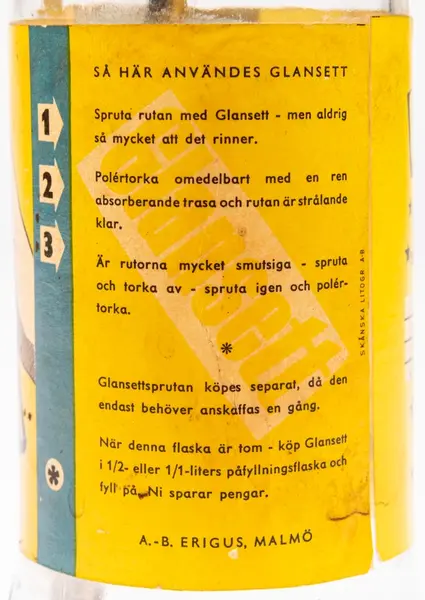 SÅ HÄR ANVÄNDES GLANSETT
1
Spruta rutan med Glansett - men aldrig
så mycket att det rinner.
2
Polértorka omedelbart med en ren
absorberande trasa och rutan är strålande
klar.
3
Är rutorna mycket smutsiga - spruta
och torka av - spruta igen och polér-
torka.
*
Glansettsprutan köpes separat, då den
endast behöver anskaffas en gång.
*
När denna flaska är tom - köp Glansett
i 1/2- eller 1/1-liters påfyllningsflaska och
fyll på. Ni sparar pengar.
A.-B. ERIGUS, MALMÖ
Glansett
SKÅNSKA LITOGR. A-B